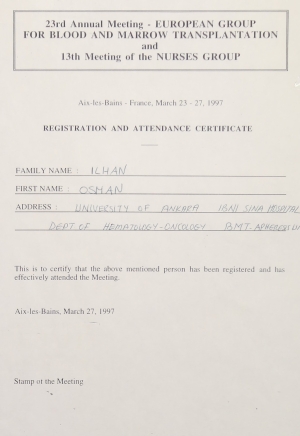 23rd Annual Meeting - EUROPEAN GROUP
FOR BLOOD AND MARROW TRANSPLANTATION
and
13th Meeting of the NURSES GROUP
Aix-les-Bains - France, March 23 - 27, 1997
REGISTRATION AND ATTENDANCE CERTIFICATE
FAMILY NAME : ILHAN
FIRST NAME : OSMAN
ADDRESS : UNIVERSITY OF ANKARA IBNI SINA HOSPITAL
DEPT OF HEMATOLOGY-ONCOLOGY BMT-APHERESIS
This is to certify that the above mentioned person has been registered and has
effectively attended the Meeting.
Aix-les-Bains, March 27, 1997
Stamp of the Meeting